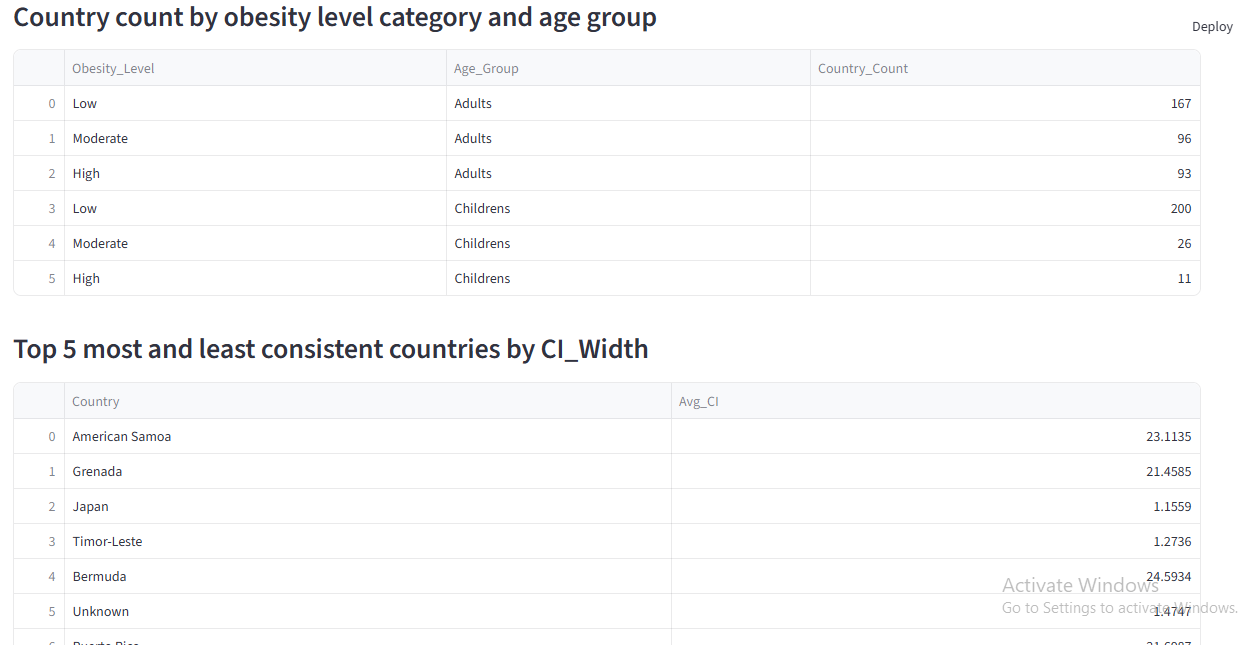 Country count by obesity level category and age group
Deploy
Obesity_Level Age_Group Country_Count
0 Low Adults 167
1 Moderate Adults 96
2 High Adults 93
3 Low Childrens 200
4 Moderate Childrens 26
5 High Childrens 11
Top 5 most and least consistent countries by CI_Width
Country Avg_CI
0 American Samoa 23.1135
1 Grenada 21.4585
2 Japan 1.1559
3 Timor-Leste 1.2736
4 Bermuda 24.5934
Activate Windows
5 Unknown 1.4747
Go to Settings to activate Windows.